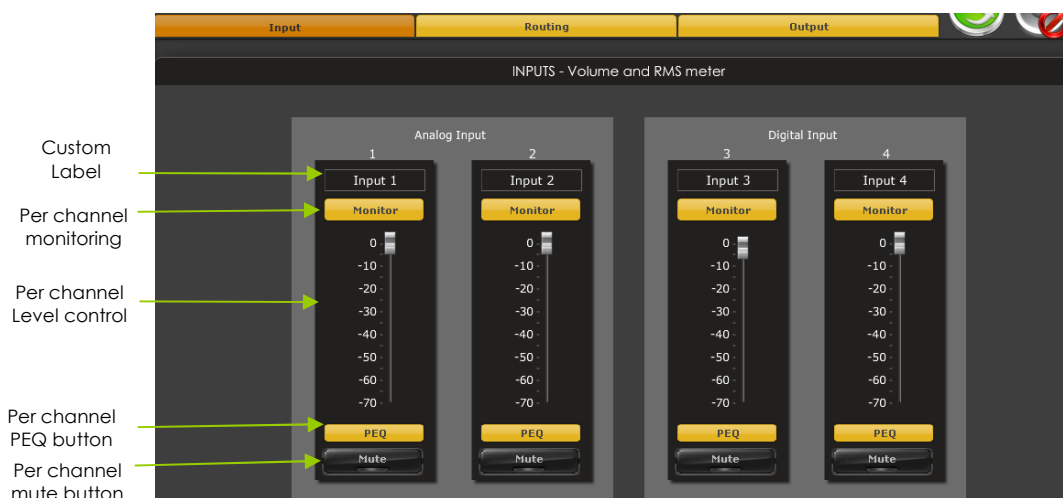 Input Routing Output
INPUTS - Volume and RMS meter
Analog Input Digital Input
1 2 3 4
Custom
Label
Input 1 Input 2 Input 3 Input 4
Per channel
monitoring
Monitor Monitor Monitor Monitor
Per channel
Level control
0 0 0 0
-10 -10 -10 -10
-20 -20 -20 -20
-30 -30 -30 -30
-40 -40 -40 -40
-50 -50 -50 -50
-60 -60 -60 -60
-70 -70 -70 -70
Per channel
PEQ button
PEQ PEQ PEQ PEQ
Per channel
mute button
Mute Mute Mute Mute